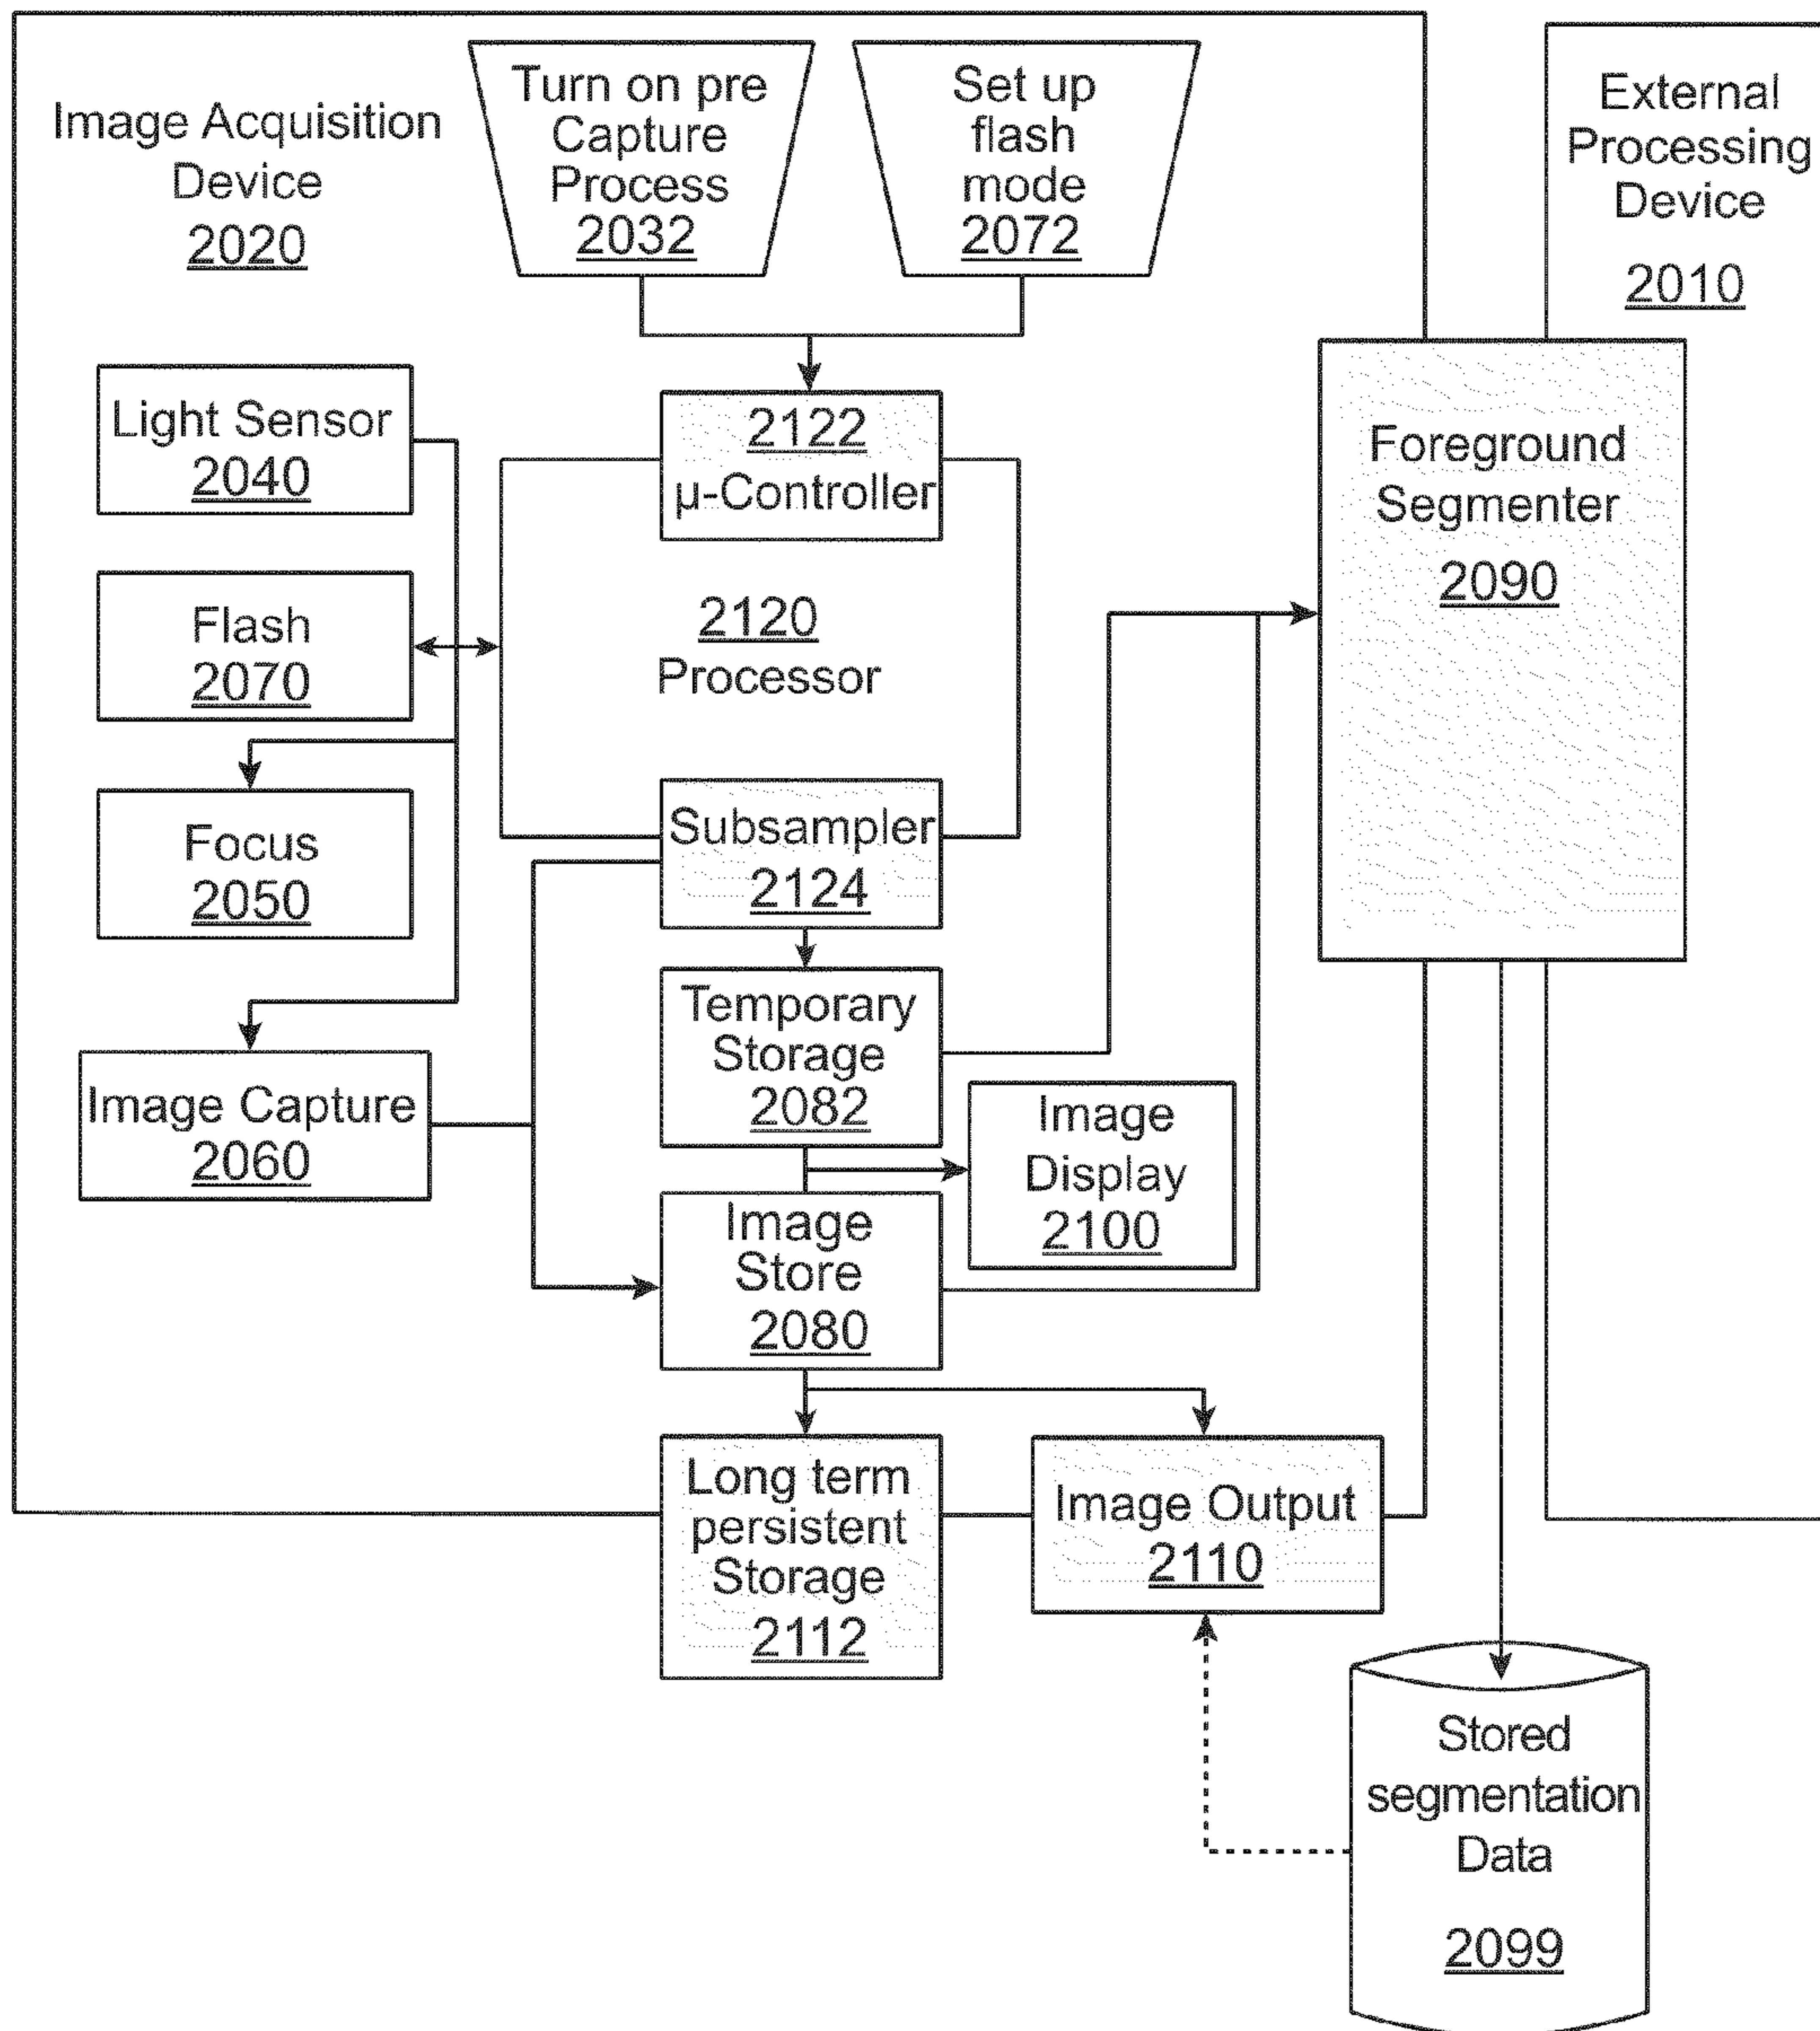 Image Acquisition
Device
2020
Turn on pre
Capture
Process
2032
Set up
flash
mode
2072
External
Processing
Device
2010
Light Sensor
2040
2122
µ-Controller
Foreground
Segmenter
2090
Flash
2070
2120
Processor
Focus
2050
Subsampler
2124
Temporary
Storage
2082
Image Capture
2060
Image
Display
2100
Image
Store
2080
Long term
persistent
Storage
2112
Image Output
2110
Stored
segmentation
Data
2099